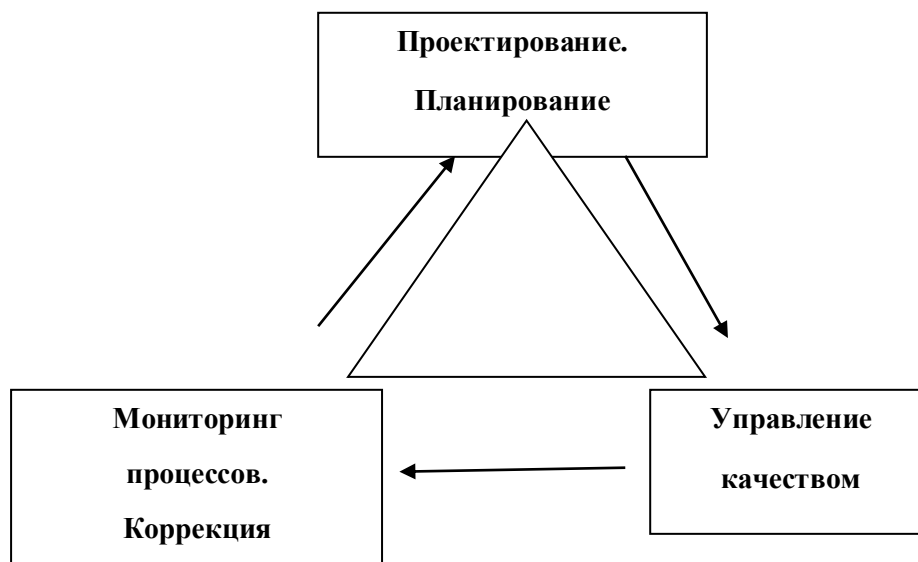 Проектирование.
Планирование
Мониторинг
процессов.
Коррекция
Управление
качеством